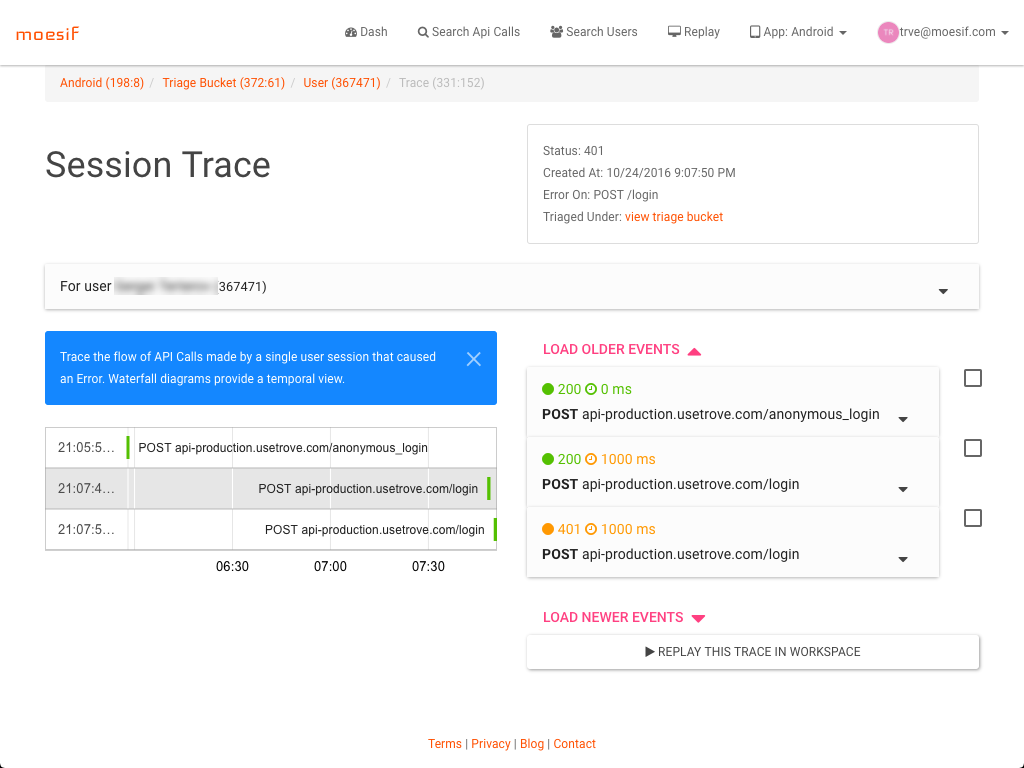 moesif
Dash
Search Api Calls
Search Users
Replay
App: Android
TR
trve@moesif.com
Android (198:8) / Triage Bucket (372:61) / User (367471) / Trace (331:152)
Session Trace
Status: 401
Created At: 10/24/2016 9:07:50 PM
Error On: POST /login
Triaged Under: view triage bucket
For user 367471)
Trace the flow of API Calls made by a single user session that caused
an Error. Waterfall diagrams provide a temporal view.
21:05:5... POST api-production.usetrove.com/anonymous_login
21:07:4... POST api-production.usetrove.com/login
21:07:5... POST api-production.usetrove.com/login
06:30 07:00 07:30
LOAD OLDER EVENTS
200 0 ms
POST api-production.usetrove.com/anonymous_login
200 1000 ms
POST api-production.usetrove.com/login
401 1000 ms
POST api-production.usetrove.com/login
LOAD NEWER EVENTS
REPLAY THIS TRACE IN WORKSPACE
Terms | Privacy | Blog | Contact